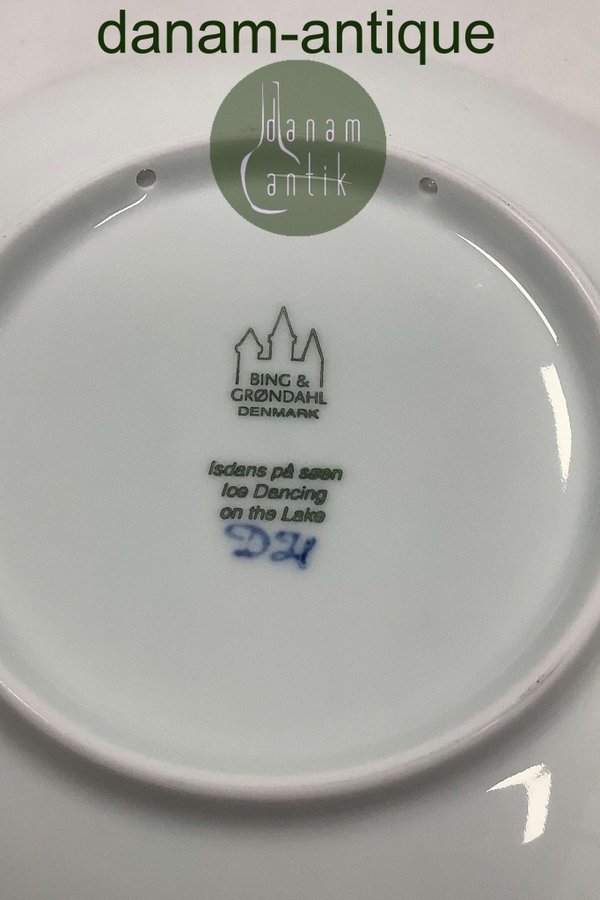 danam-antique
danam
antik
BING &
GRØNDAHL
DENMARK
Isdans på søen
Ice Dancing
on the Lake